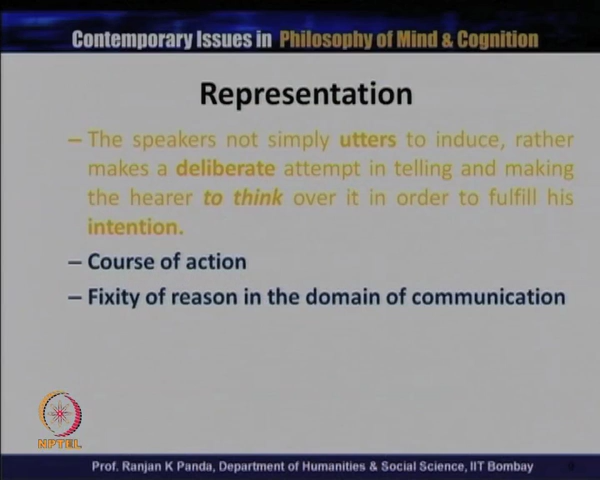 Contemporary Issues in Philosophy of Mind & Cognition
Representation
– The speakers not simply utters to induce, rather
makes a deliberate attempt in telling and making
the hearer to think over it in order to fulfill his
intention.
– Course of action
– Fixity of reason in the domain of communication
NPTEL
Prof. Ranjan K Panda, Department of Humanities & Social Science, IIT Bombay
9